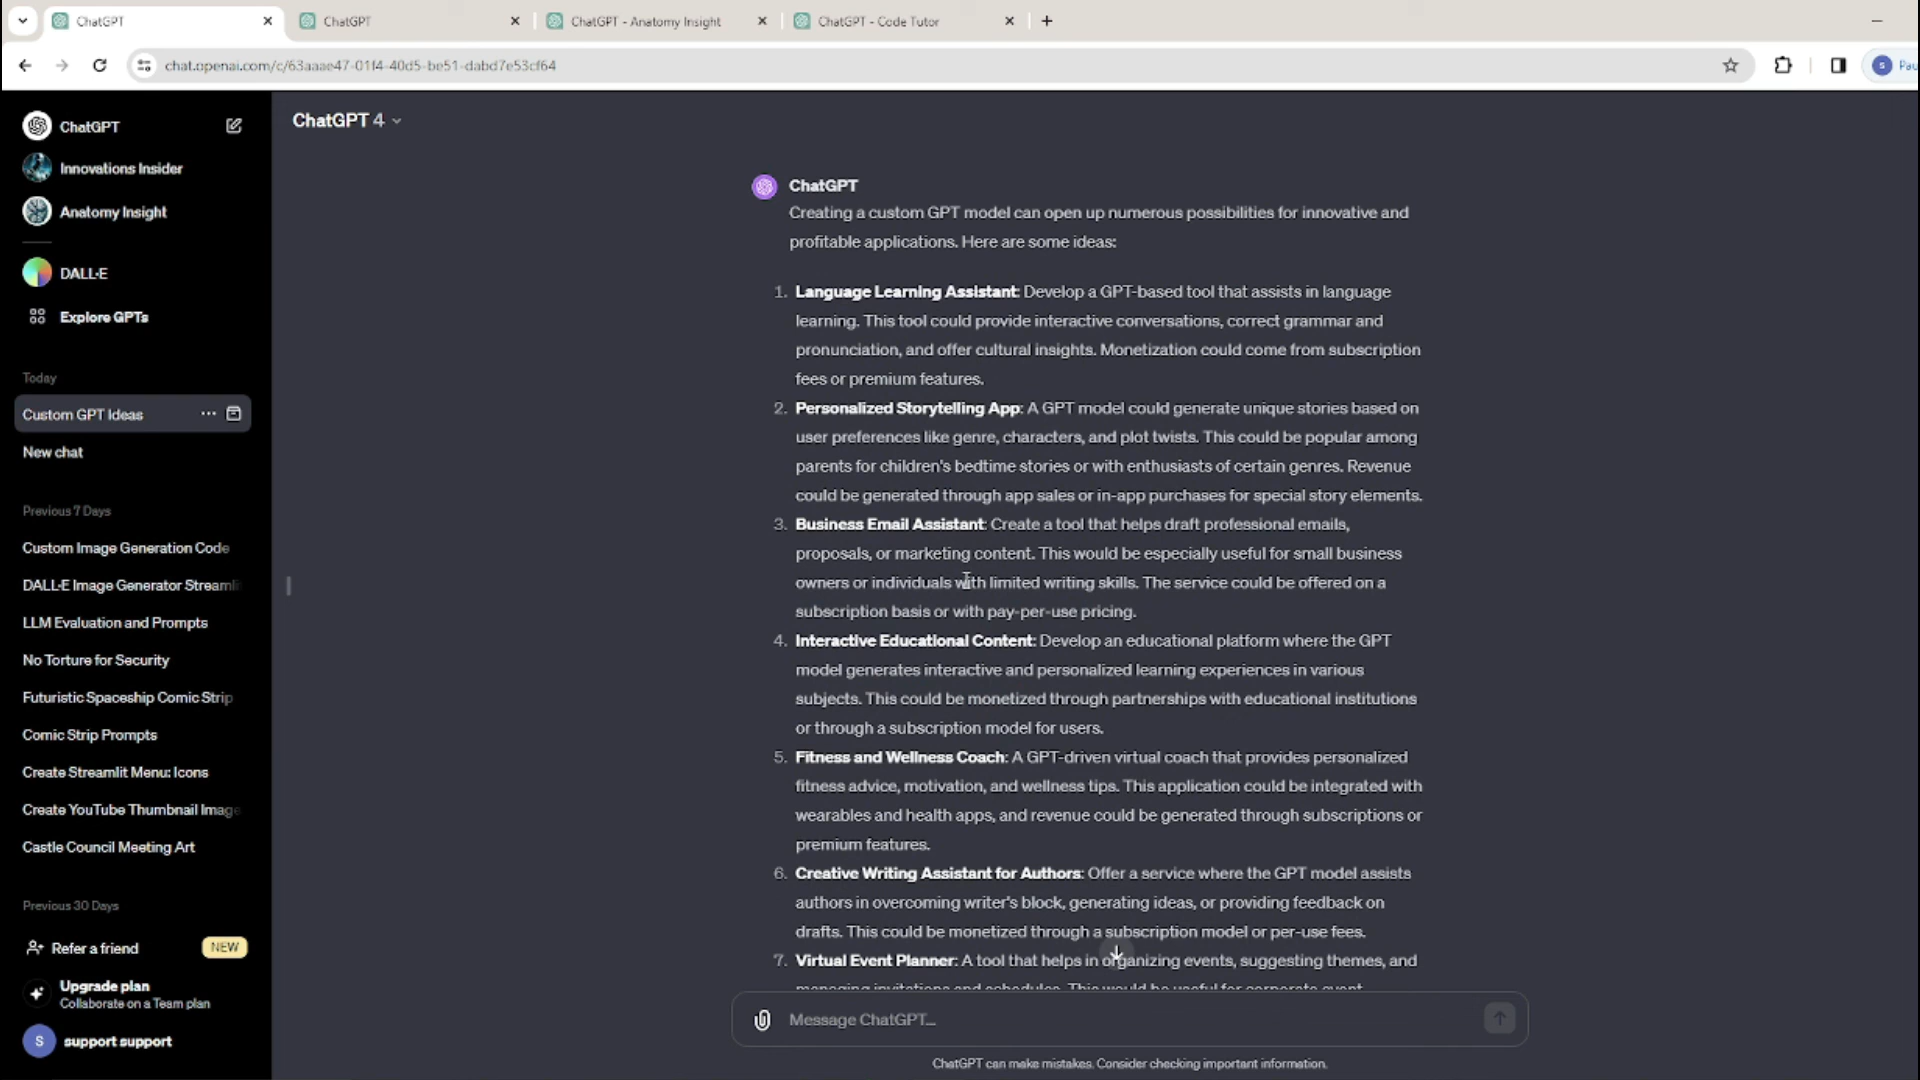 ChatGPT
ChatGPT
ChatGPT - Anatomy Insight
ChatGPT - Code Tutor
chat.openai.com/c/63aaae47-01f4-40d5-be51-dabd7e53cf64
S
Pau
ChatGPT
Innovations Insider
Anatomy Insight
DALL·E
Explore GPTs
Today
Custom GPT Ideas
New chat
Previous 7 Days
Custom Image Generation Code
DALL·E Image Generator Streamli
LLM Evaluation and Prompts
No Torture for Security
Futuristic Spaceship Comic Strip
Comic Strip Prompts
Create Streamlit Menu: Icons
Create YouTube Thumbnail Image
Castle Council Meeting Art
Previous 30 Days
Refer a friend NEW
Upgrade plan
Collaborate on a Team plan
S support support
ChatGPT 4
ChatGPT
Creating a custom GPT model can open up numerous possibilities for innovative and
profitable applications. Here are some ideas:
1. Language Learning Assistant: Develop a GPT-based tool that assists in language
learning. This tool could provide interactive conversations, correct grammar and
pronunciation, and offer cultural insights. Monetization could come from subscription
fees or premium features.
2. Personalized Storytelling App: A GPT model could generate unique stories based on
user preferences like genre, characters, and plot twists. This could be popular among
parents for children's bedtime stories or with enthusiasts of certain genres. Revenue
could be generated through app sales or in-app purchases for special story elements.
3. Business Email Assistant: Create a tool that helps draft professional emails,
proposals, or marketing content. This would be especially useful for small business
owners or individuals with limited writing skills. The service could be offered on a
subscription basis or with pay-per-use pricing.
4. Interactive Educational Content: Develop an educational platform where the GPT
model generates interactive and personalized learning experiences in various
subjects. This could be monetized through partnerships with educational institutions
or through a subscription model for users.
5. Fitness and Wellness Coach: A GPT-driven virtual coach that provides personalized
fitness advice, motivation, and wellness tips. This application could be integrated with
wearables and health apps, and revenue could be generated through subscriptions or
premium features.
6. Creative Writing Assistant for Authors: Offer a service where the GPT model assists
authors in overcoming writer's block, generating ideas, or providing feedback on
drafts. This could be monetized through a subscription model or per-use fees.
7. Virtual Event Planner: A tool that helps in organizing events, suggesting themes, and
managing invitations and schedules. This would be useful for corporate event
Message ChatGPT...
ChatGPT can make mistakes. Consider checking important information.